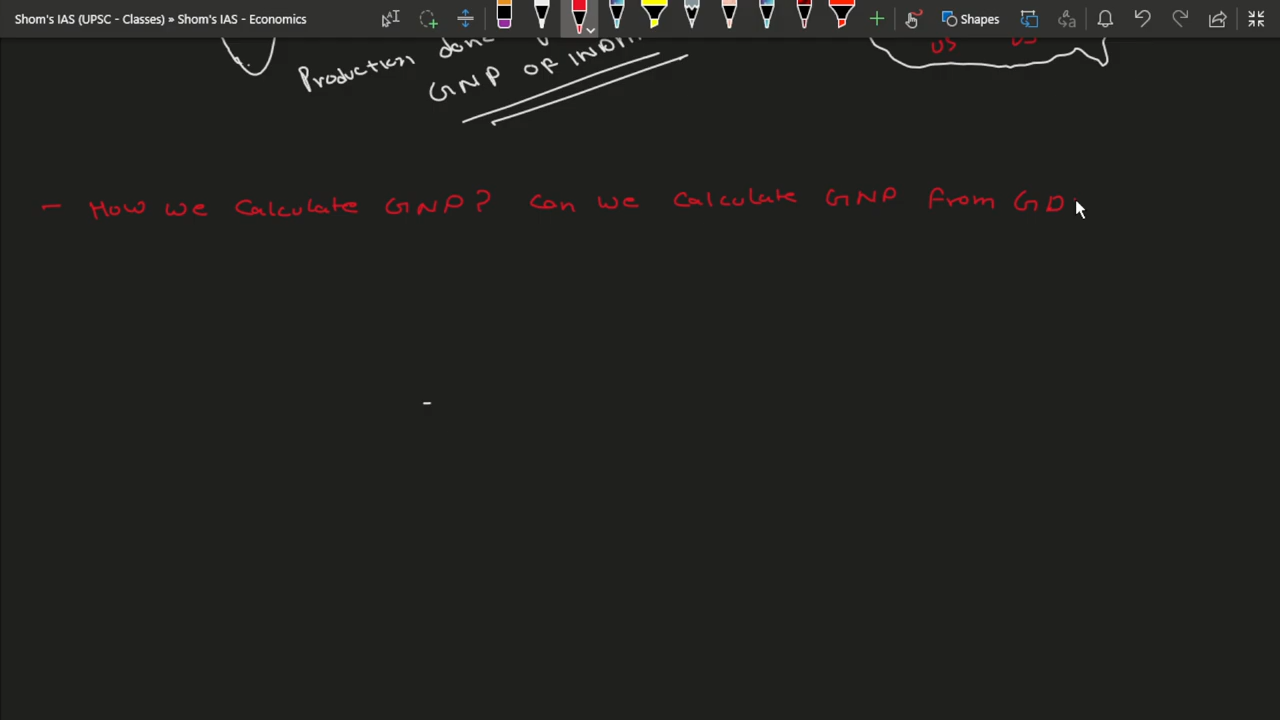 Shom's IAS (UPSC - Classes) » Shom's IAS - Economics
Shapes
Production done
GNP OF INDIA
US US
- How we calculate GNP? Can we calculate GNP from GD